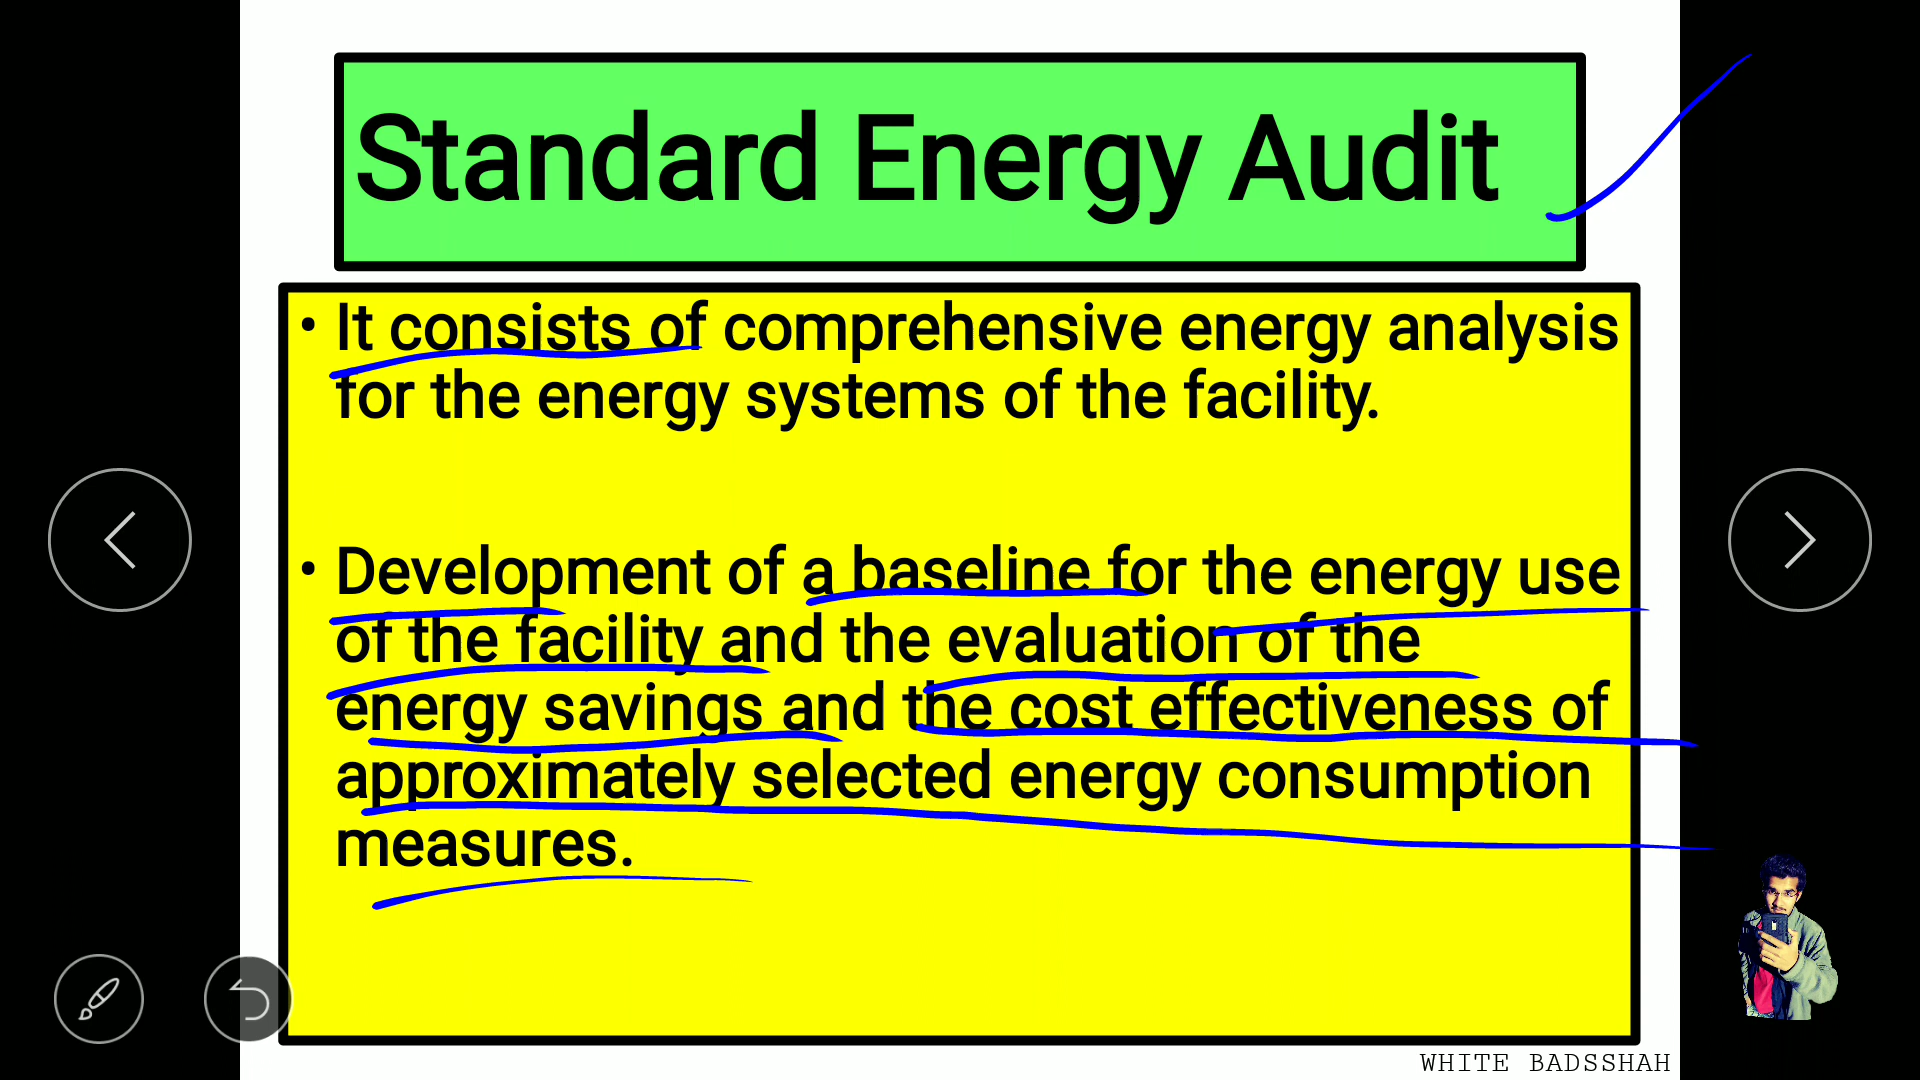 Standard Energy Audit
• It consists of comprehensive energy analysis
for the energy systems of the facility.
• Development of a baseline for the energy use
of the facility and the evaluation of the
energy savings and the cost effectiveness of
approximately selected energy consumption
measures.
WHITE BADSSHAH